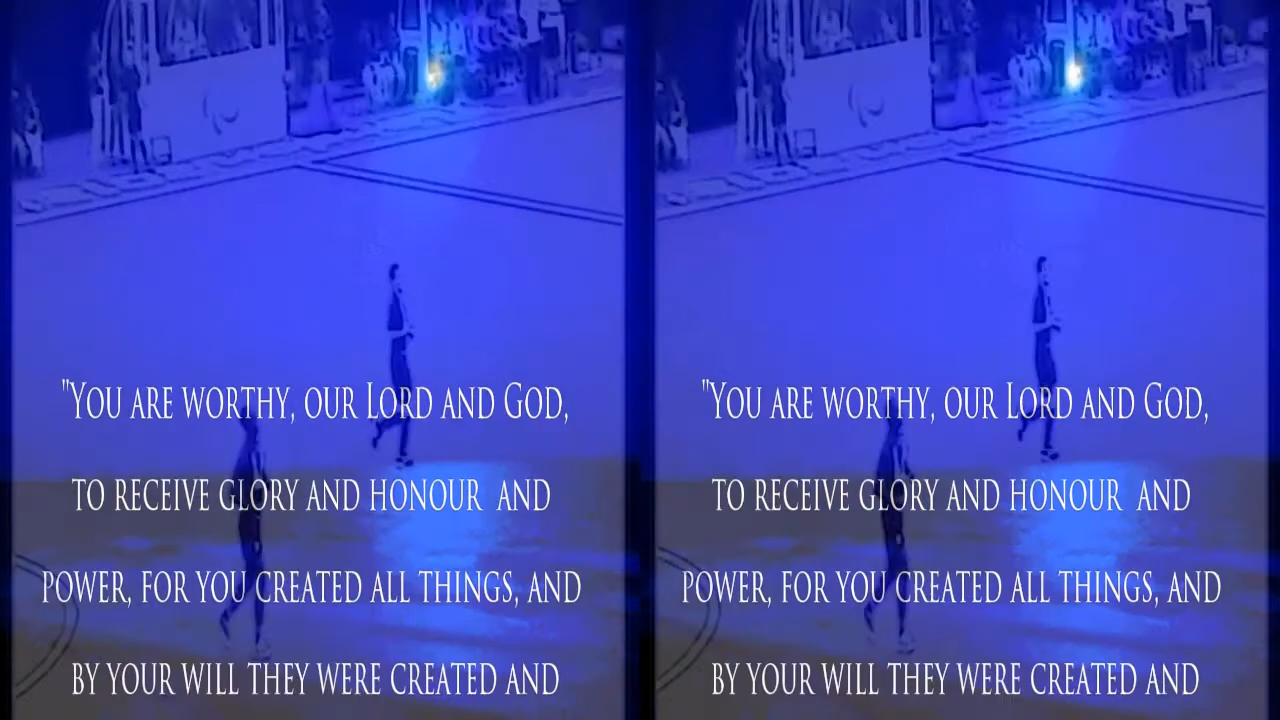 "You are worthy, our Lord and God,
to receive glory and honour  and
power, for you created all things, and
by your will they were created and
"You are worthy, our Lord and God,
to receive glory and honour  and
power, for you created all things, and
by your will they were created and